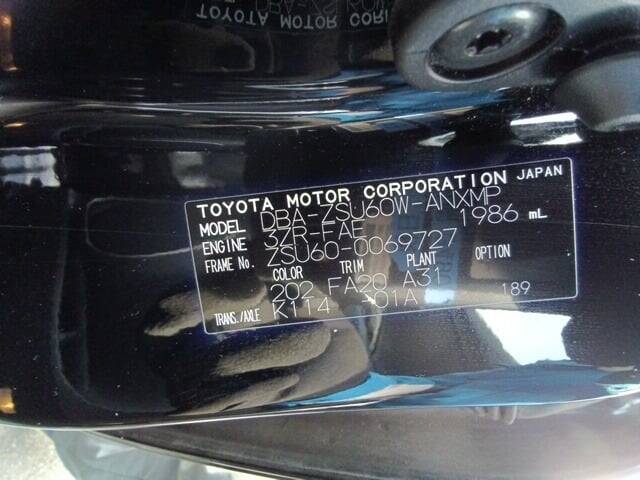 TOYOTA MOTOR CORPORATION JAPAN
MODEL DBA-ZSU60W-ANXMP
ENGINE 3ZR-FAE 1986 mL
FRAME No. ZSU60-0069727
COLOR TRIM PLANT OPTION
202 FA20 A31
TRANS./AXLE K114 -01A 189